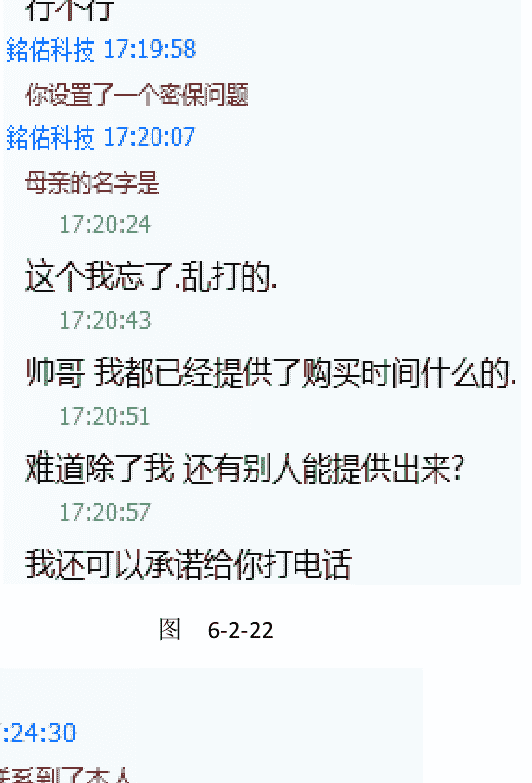 行不行
銘佑科技 17:19:58
你设置了一个密保问题
銘佑科技 17:20:07
母亲的名字是
17:20:24
这个我忘了.乱打的.
17:20:43
帅哥 我都已经提供了购买时间什么的.
17:20:51
难道除了我 还有别人能提供出来?
17:20:57
我还可以承诺给你打电话
图 6-2-22
:24:30
系到了本人